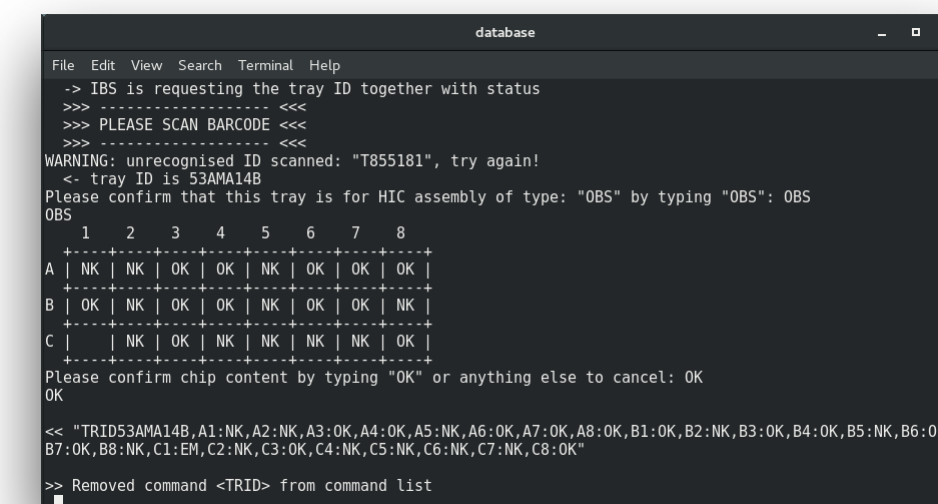 database
File Edit View Search Terminal Help
-> IBS is requesting the tray ID together with status
>>> ------------------- <<<
>>> PLEASE SCAN BARCODE <<<
>>> ------------------- <<<
WARNING: unrecognised ID scanned: "T855181", try again!
<- tray ID is 53AMA14B
Please confirm that this tray is for HIC assembly of type: "OBS" by typing "OBS": OBS
OBS
1 2 3 4 5 6 7 8
+----+----+----+----+----+----+----+----+
A | NK | NK | OK | OK | NK | OK | OK | OK |
+----+----+----+----+----+----+----+----+
B | OK | NK | OK | OK | NK | OK | OK | NK |
+----+----+----+----+----+----+----+----+
C |    | NK | OK | NK | NK | NK | NK | OK |
+----+----+----+----+----+----+----+----+
Please confirm chip content by typing "OK" or anything else to cancel: OK
OK
<< "TRID53AMA14B,A1:NK,A2:NK,A3:OK,A4:OK,A5:NK,A6:OK,A7:OK,A8:OK,B1:OK,B2:NK,B3:OK,B4:OK,B5:NK,B6:O
B7:OK,B8:NK,C1:EM,C2:NK,C3:OK,C4:NK,C5:NK,C6:NK,C7:NK,C8:OK"
>> Removed command <TRID> from command list